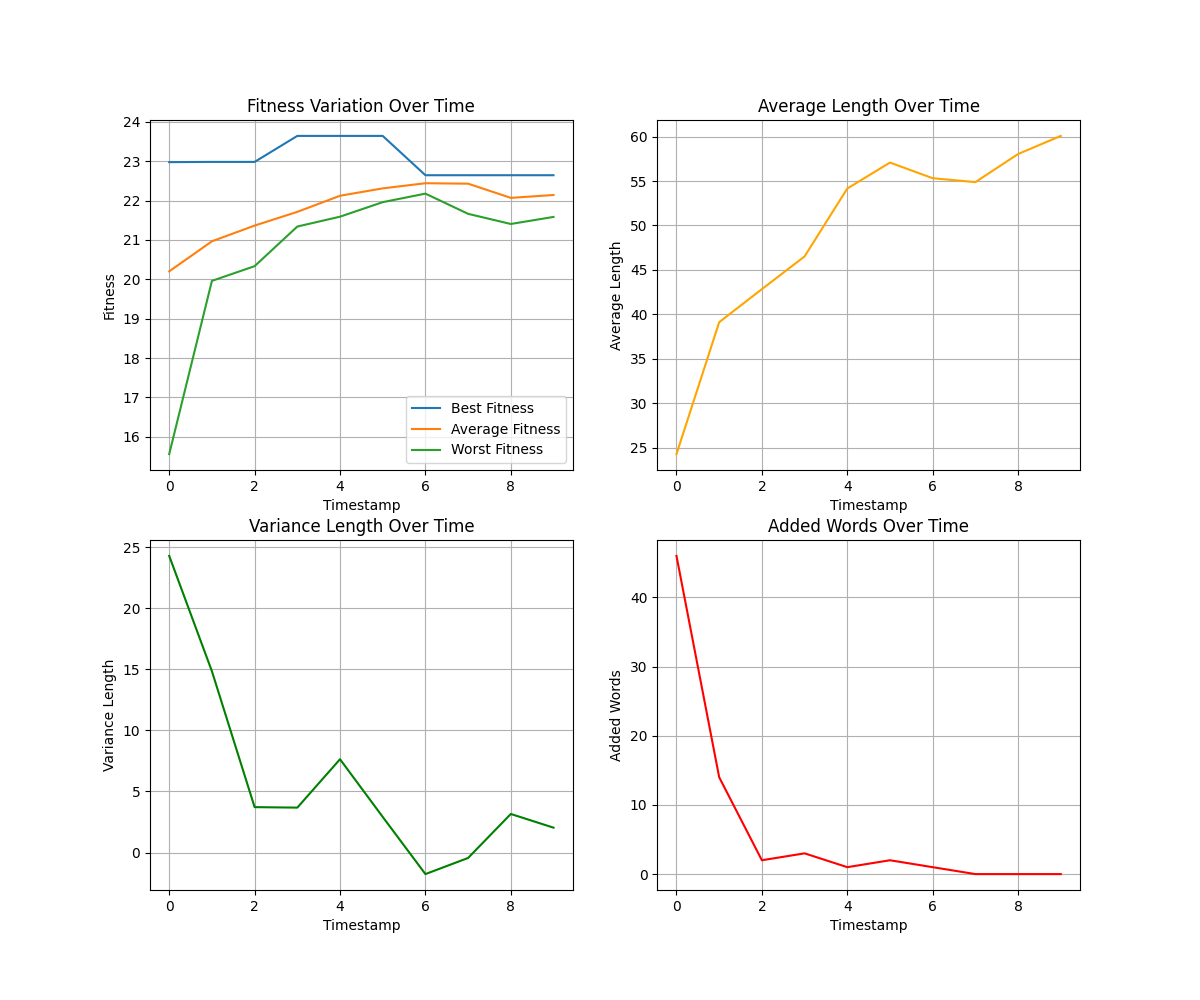 Fitness Variation Over Time
24
23
22
21
20
19
18
17
16
Fitness
Best Fitness
Average Fitness
Worst Fitness
0 2 4 6 8
Timestamp
Average Length Over Time
60
55
50
45
40
35
30
25
Average Length
0 2 4 6 8
Timestamp
Variance Length Over Time
25
20
15
10
5
0
Variance Length
0 2 4 6 8
Timestamp
Added Words Over Time
40
30
20
10
0
Added Words
0 2 4 6 8
Timestamp